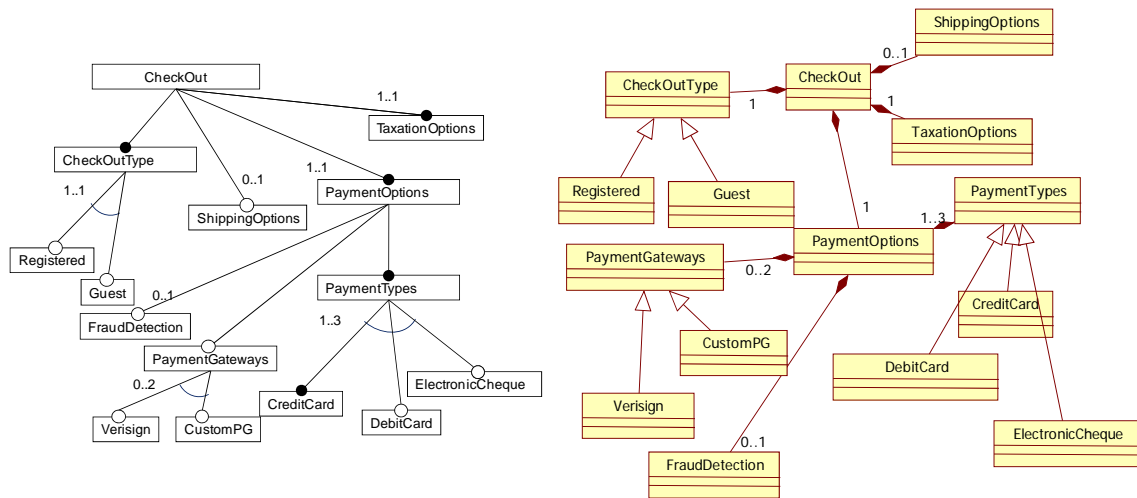 CheckOut
1..1
TaxationOptions
CheckOutType
1..1
0..1
1..1
PaymentOptions
ShippingOptions
Registered
Guest
0..1
FraudDetection
PaymentTypes
1..3
PaymentGateways
0..2
ElectronicCheque
CreditCard
DebitCard
Verisign
CustomPG
ShippingOptions
0..1
CheckOutType
1
CheckOut
1
TaxationOptions
Registered
Guest
1
PaymentTypes
1..3
PaymentOptions
PaymentGateways
0..2
CreditCard
CustomPG
DebitCard
Verisign
ElectronicCheque
0..1
FraudDetection